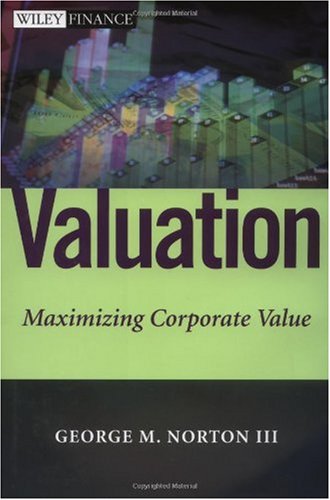 WILEY FINANCE
Valuation
Maximizing Corporate Value
GEORGE M. NORTON III